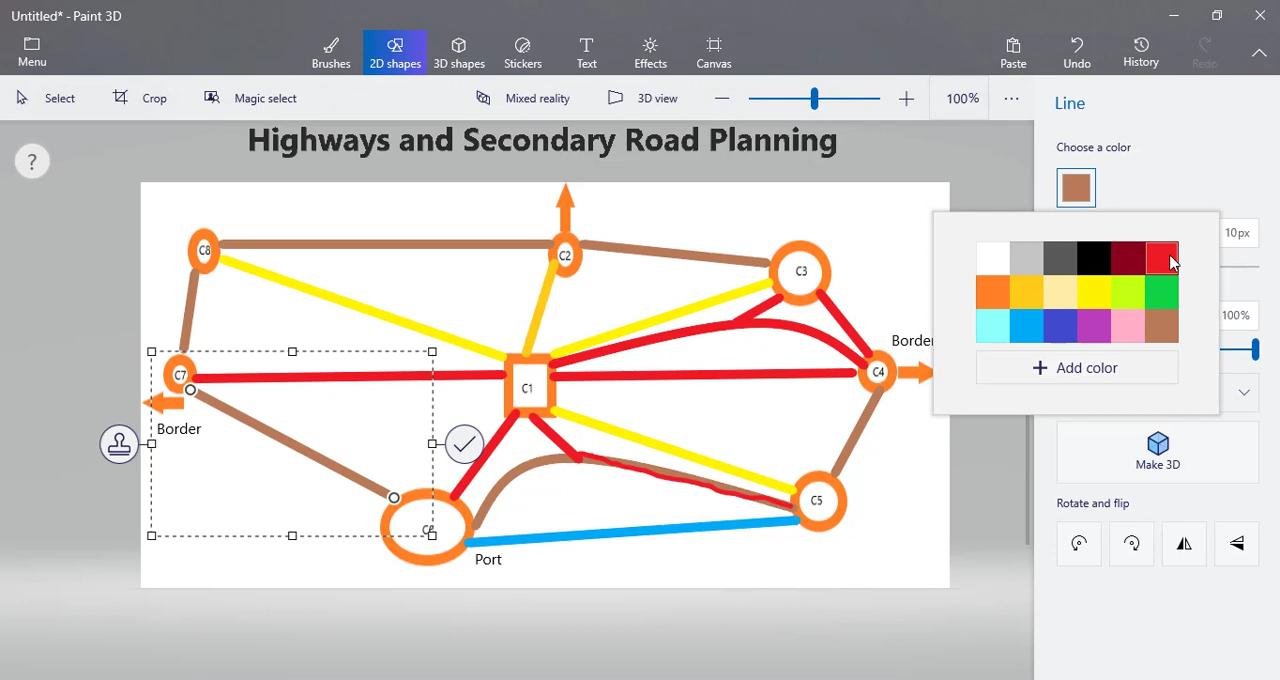 Untitled* - Paint 3D
Menu
Brushes
2D shapes
3D shapes
Stickers
Text
Effects
Canvas
Paste
Undo
History
Redo
Select
Crop
Magic select
Mixed reality
3D view
100%
Line
Highways and Secondary Road Planning
?
Choose a color
10px
100%
Add color
Make 3D
Rotate and flip
C8
C2
C3
Border
C7
C1
C4
Border
C5
Port